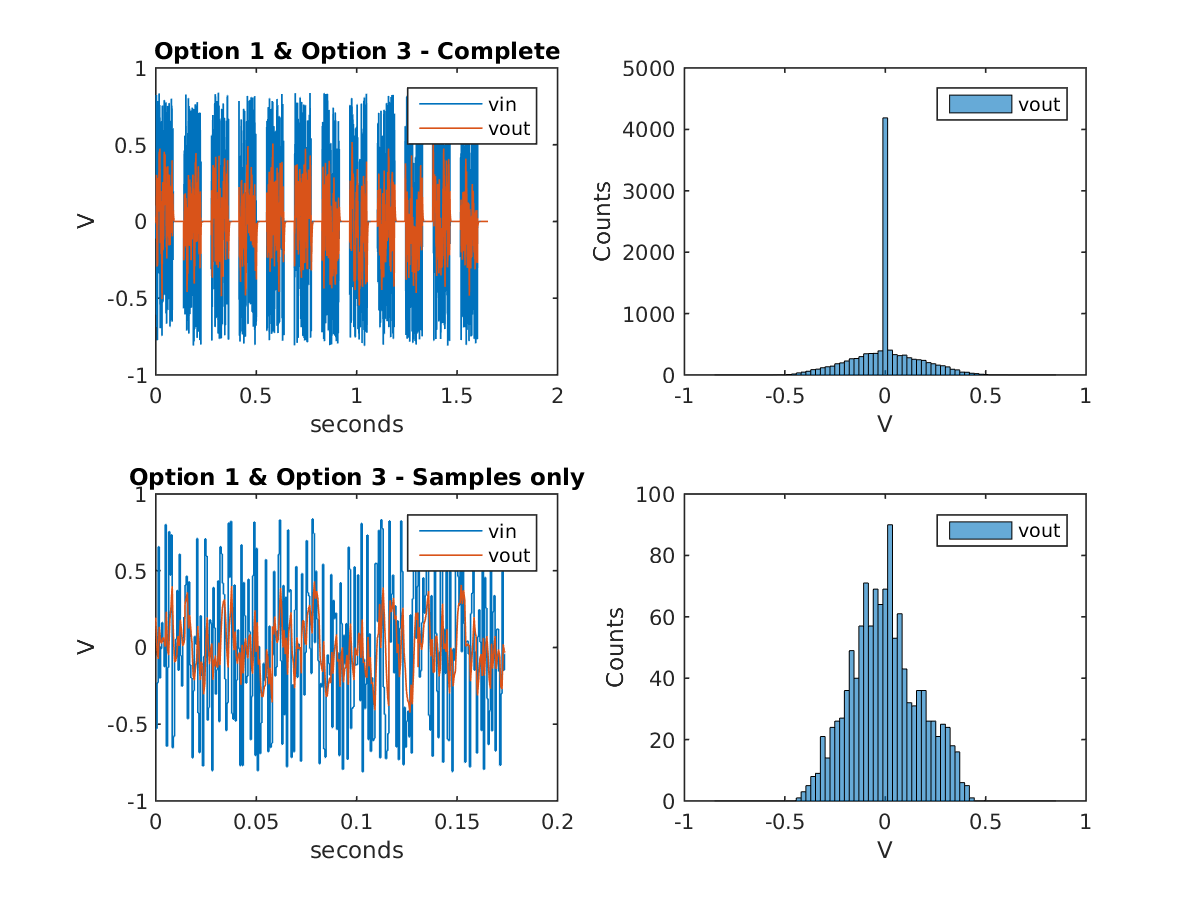 Option 1 & Option 3 - Complete
1
0.5
0
-0.5
-1
V
0
0.5
1
1.5
2
seconds
vin
vout
5000
4000
3000
2000
1000
0
Counts
-1
-0.5
0
0.5
1
V
vout
Option 1 & Option 3 - Samples only
1
0.5
0
-0.5
-1
V
0
0.05
0.1
0.15
0.2
seconds
vin
vout
100
80
60
40
20
0
Counts
-1
-0.5
0
0.5
1
V
vout